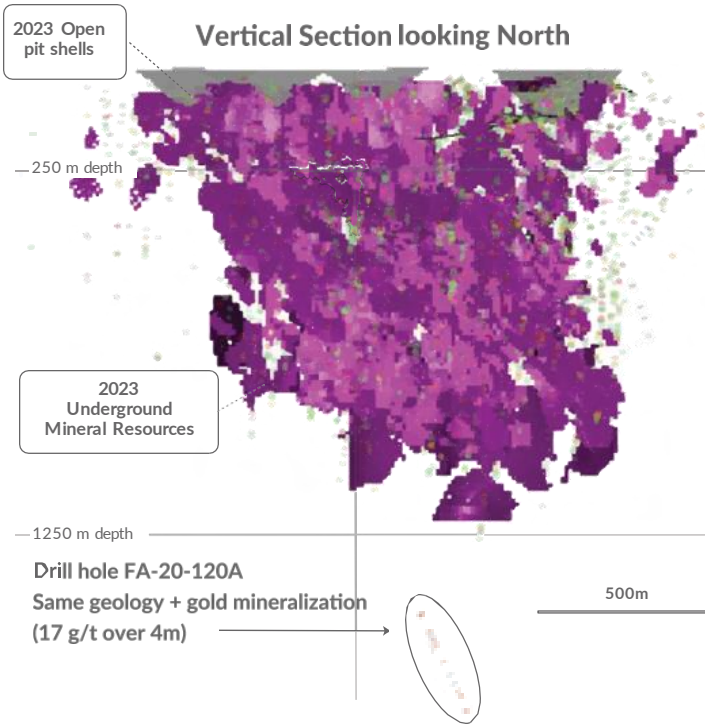 2023 Open
pit shells
Vertical Section looking North
250 m depth
2023
Underground
Mineral Resources
1250 m depth
Drill hole FA-20-120A
Same geology + gold mineralization
(17 g/t over 4m)
500m